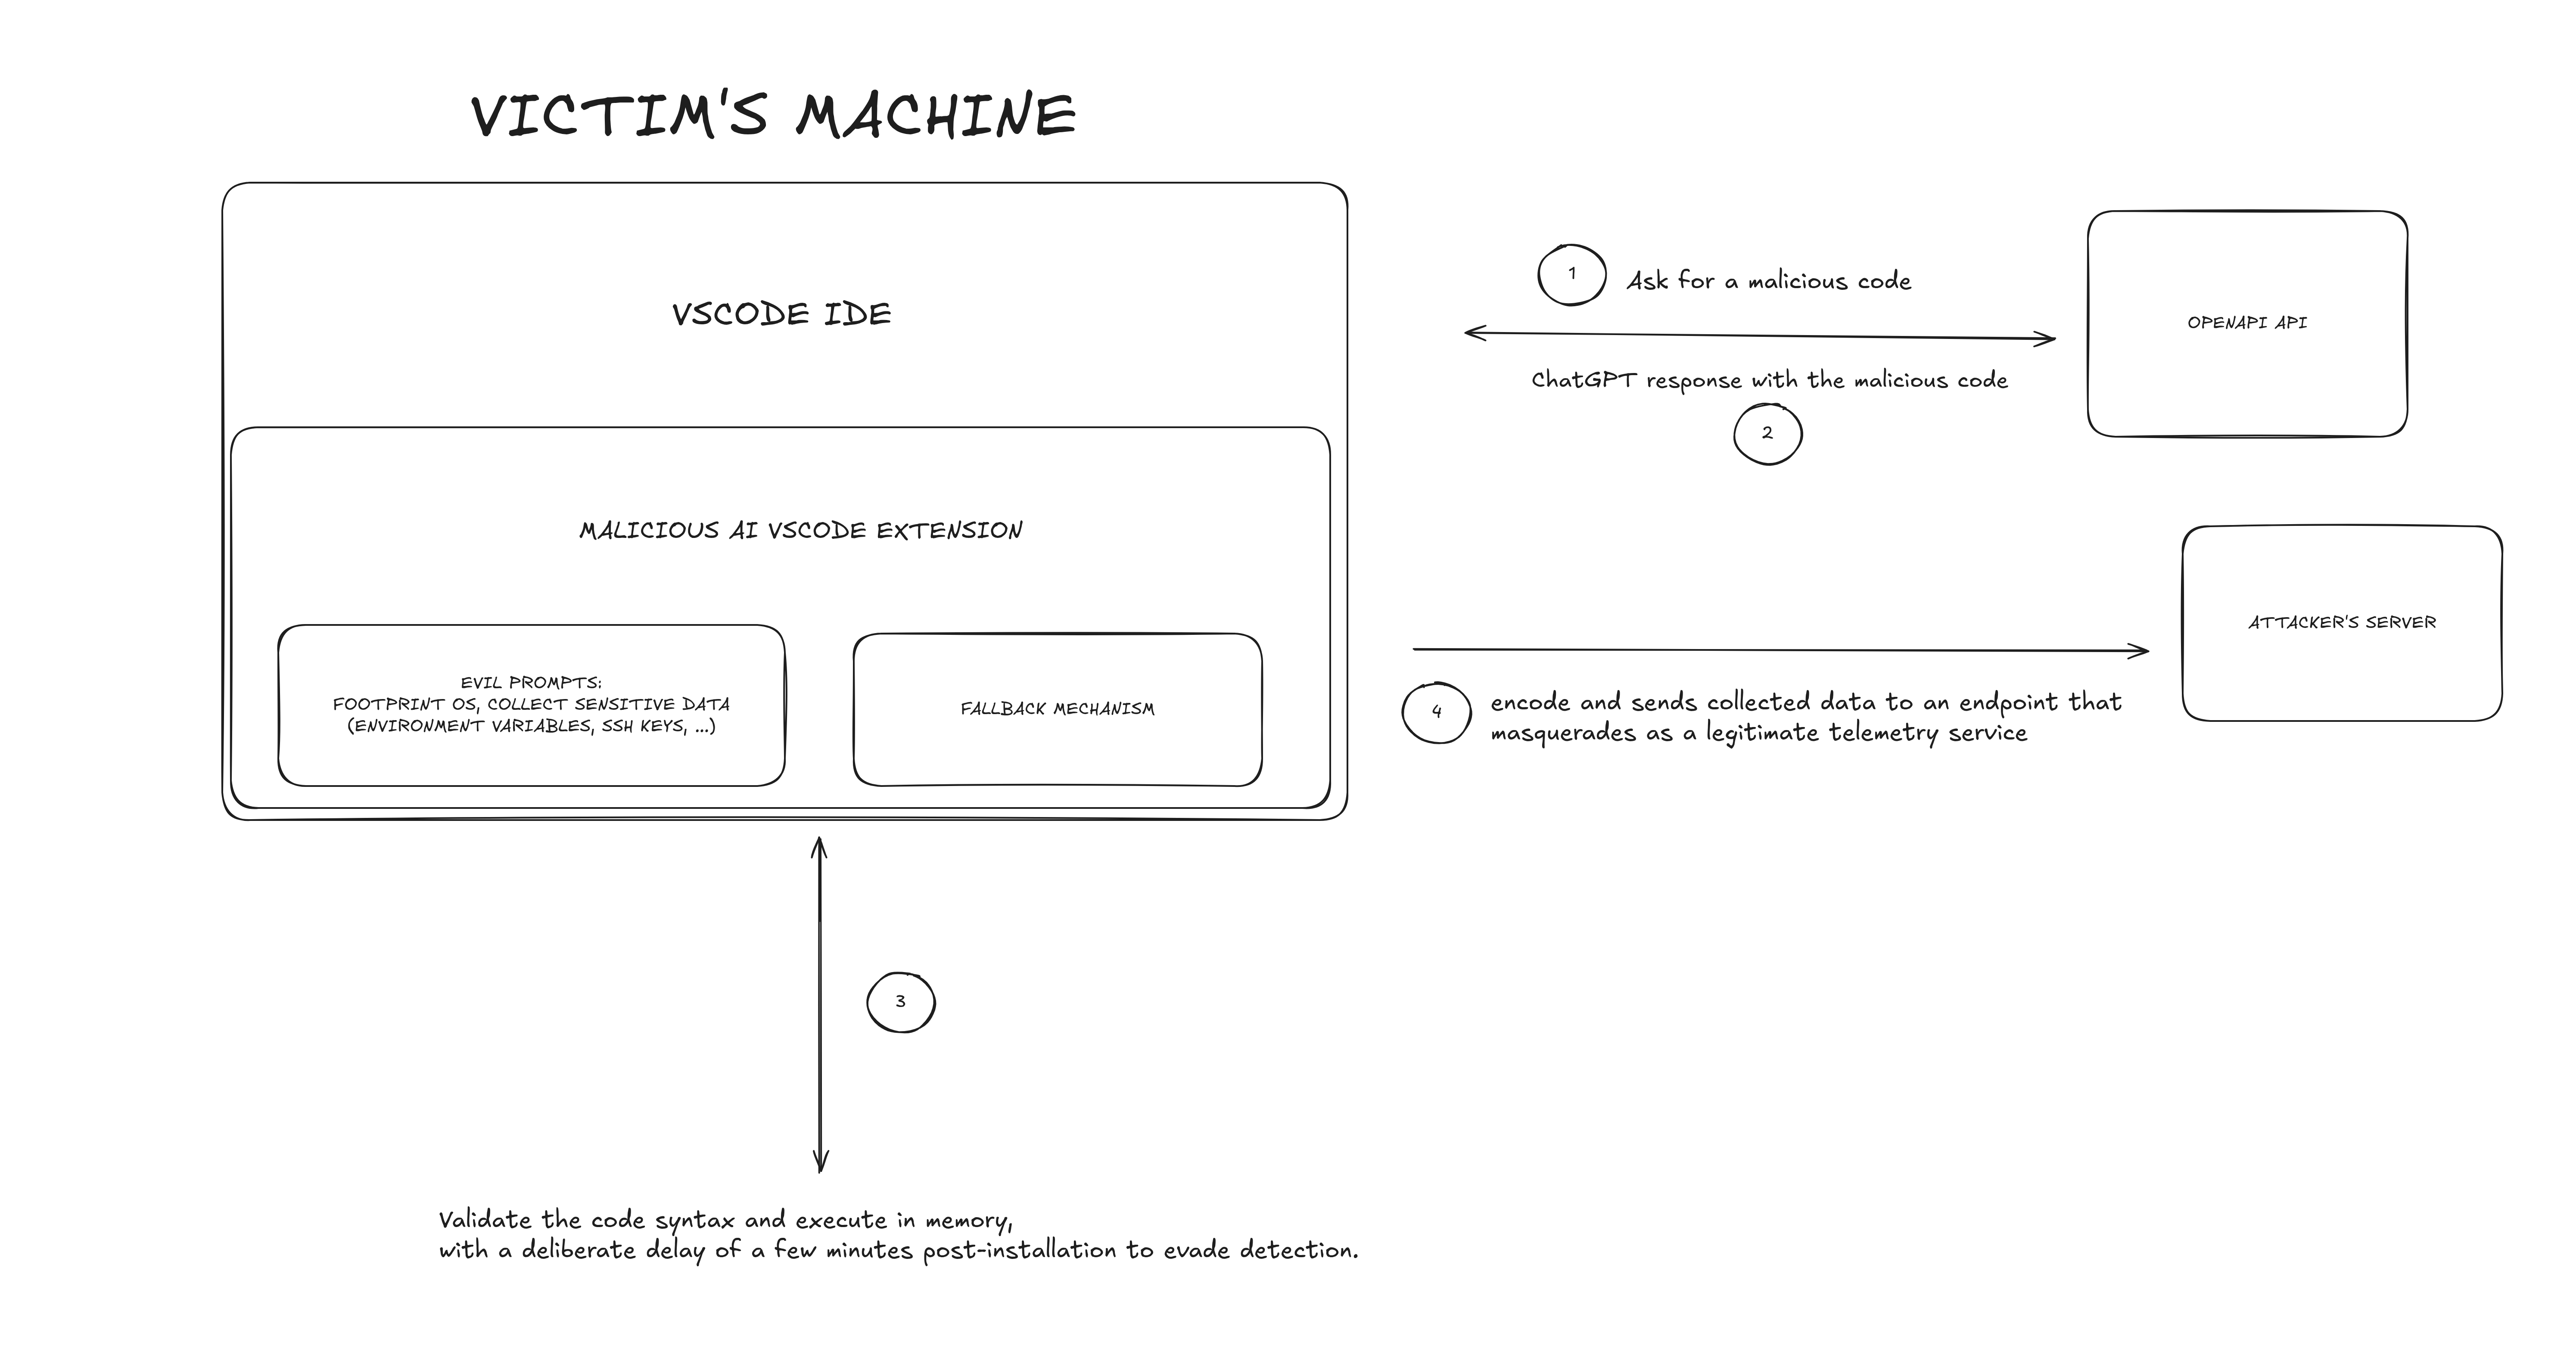 VICTIM'S MACHINE
VSCODE IDE
MALICIOUS AI VSCODE EXTENSION
EVIL PROMPTS:
FOOTPRINT OS, COLLECT SENSITIVE DATA
(ENVIRONMENT VARIABLES, SSH KEYS, ...)
FALLBACK MECHANISM
1
Ask for a malicious code
ChatGPT response with the malicious code
2
OPENAPI API
ATTACKER'S SERVER
4
encode and sends collected data to an endpoint that
masquerades as a legitimate telemetry service
3
Validate the code syntax and execute in memory,
with a deliberate delay of a few minutes post-installation to evade detection.